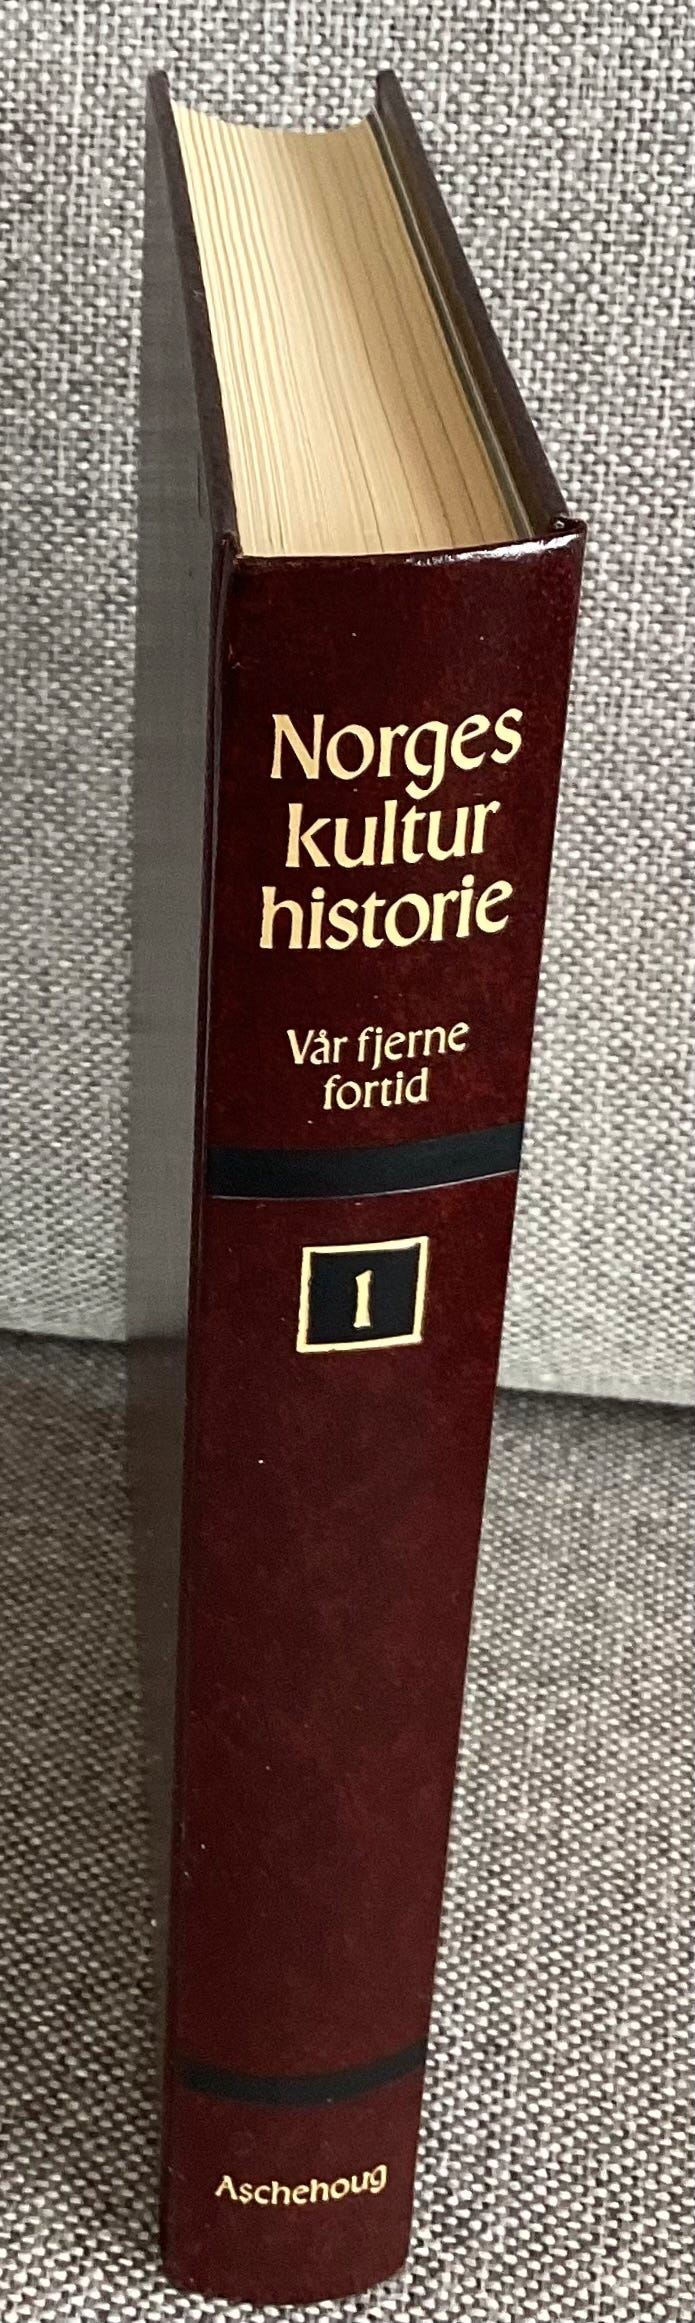 Norges
kultur
historie
Vår fjerne
fortid
1
Aschehoug